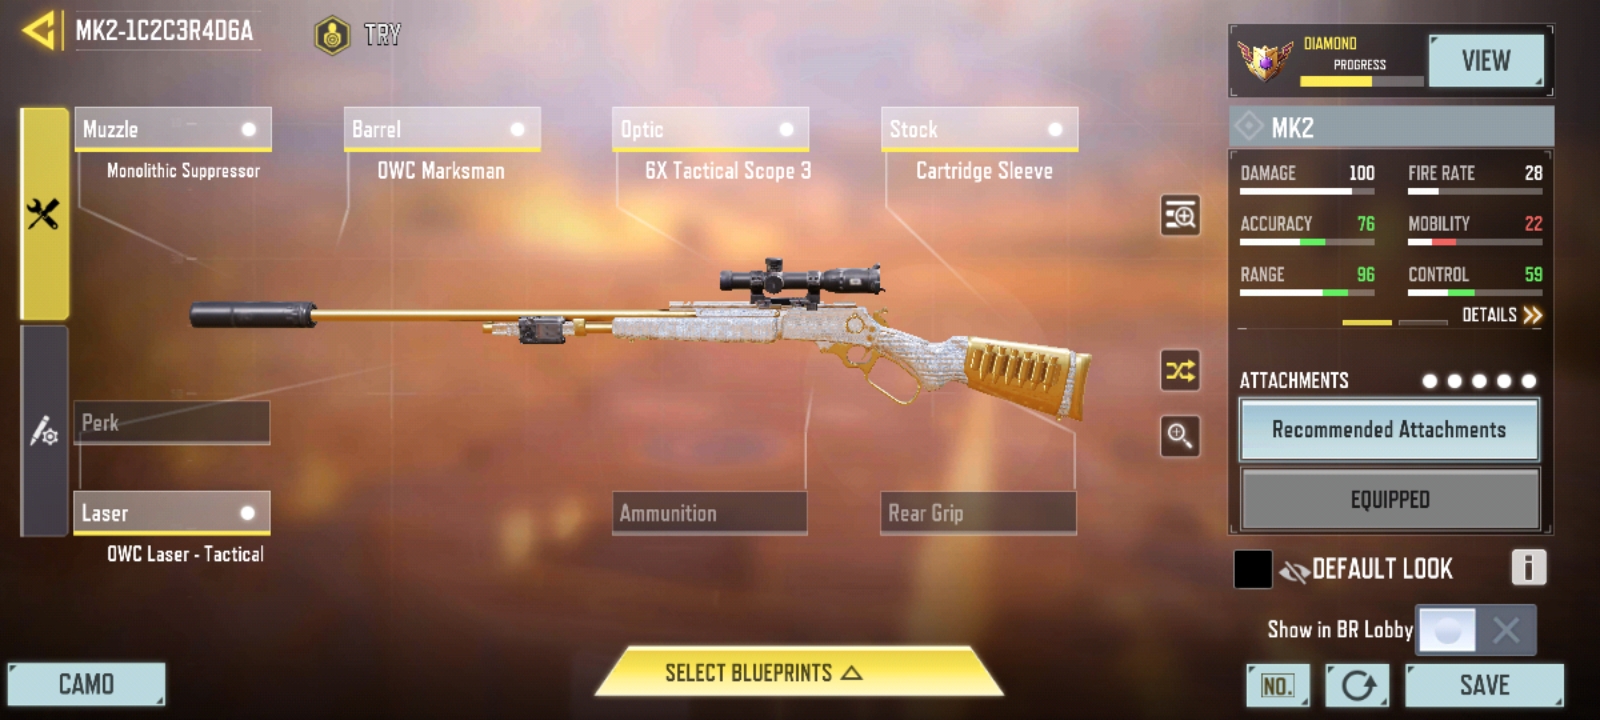 MK2-1C2C3R4D6A
TRY
DIAMOND
PROGRESS
VIEW
Muzzle
Monolithic Suppressor
Barrel
OWC Marksman
Optic
6X Tactical Scope 3
Stock
Cartridge Sleeve
MK2
DAMAGE 100
FIRE RATE 28
ACCURACY 76
MOBILITY 22
RANGE 96
CONTROL 59
DETAILS
ATTACHMENTS
Recommended Attachments
EQUIPPED
Perk
Laser
OWC Laser - Tactical
Ammunition
Rear Grip
DEFAULT LOOK
Show in BR Lobby
CAMO
SELECT BLUEPRINTS
NO.
SAVE